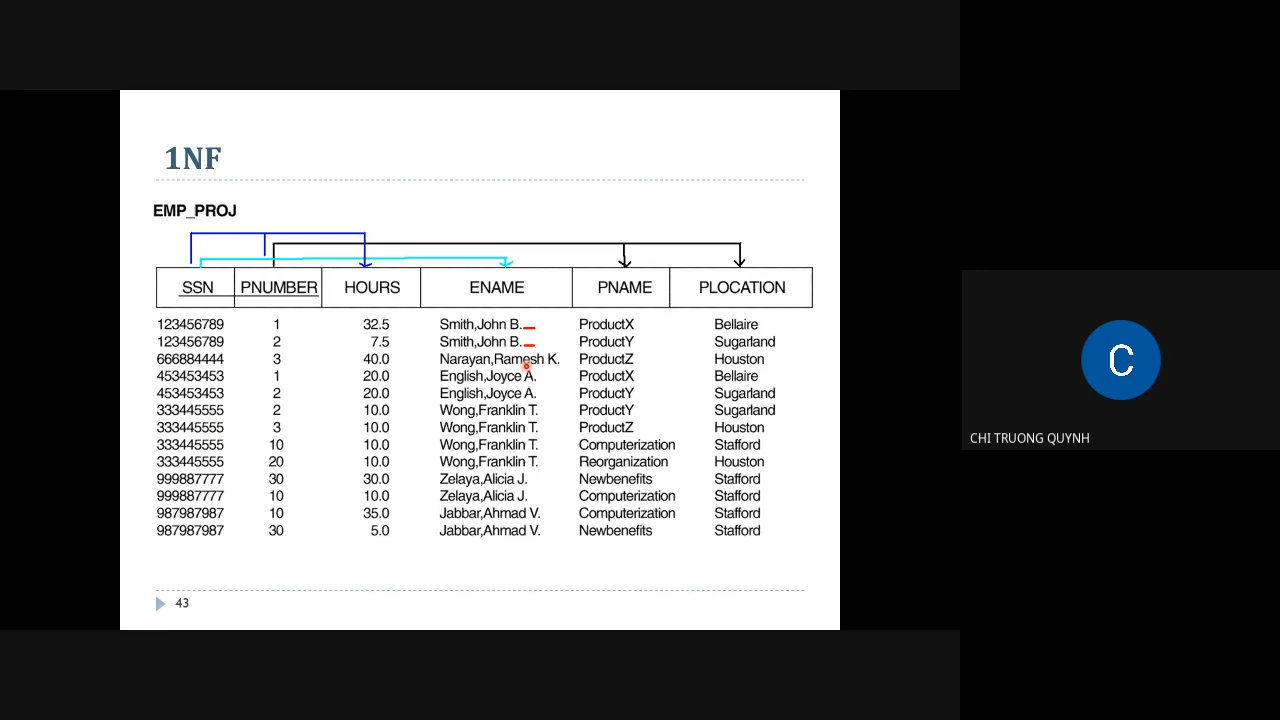 1NF
EMP_PROJ
SSN PNUMBER HOURS ENAME PNAME PLOCATION
123456789 1 32.5 Smith,John B. ProductX Bellaire
123456789 2 7.5 Smith,John B. ProductY Sugarland
666884444 3 40.0 Narayan,Ramesh K. ProductZ Houston
453453453 1 20.0 English,Joyce A. ProductX Bellaire
453453453 2 20.0 English,Joyce A. ProductY Sugarland
333445555 2 10.0 Wong,Franklin T. ProductY Sugarland
333445555 3 10.0 Wong,Franklin T. ProductZ Houston
333445555 10 10.0 Wong,Franklin T. Computerization Stafford
333445555 20 10.0 Wong,Franklin T. Reorganization Houston
999887777 30 30.0 Zelaya,Alicia J. Newbenefits Stafford
999887777 10 10.0 Zelaya,Alicia J. Computerization Stafford
987987987 10 35.0 Jabbar,Ahmad V. Computerization Stafford
987987987 30 5.0 Jabbar,Ahmad V. Newbenefits Stafford
43
C
CHI TRUONG QUYNH